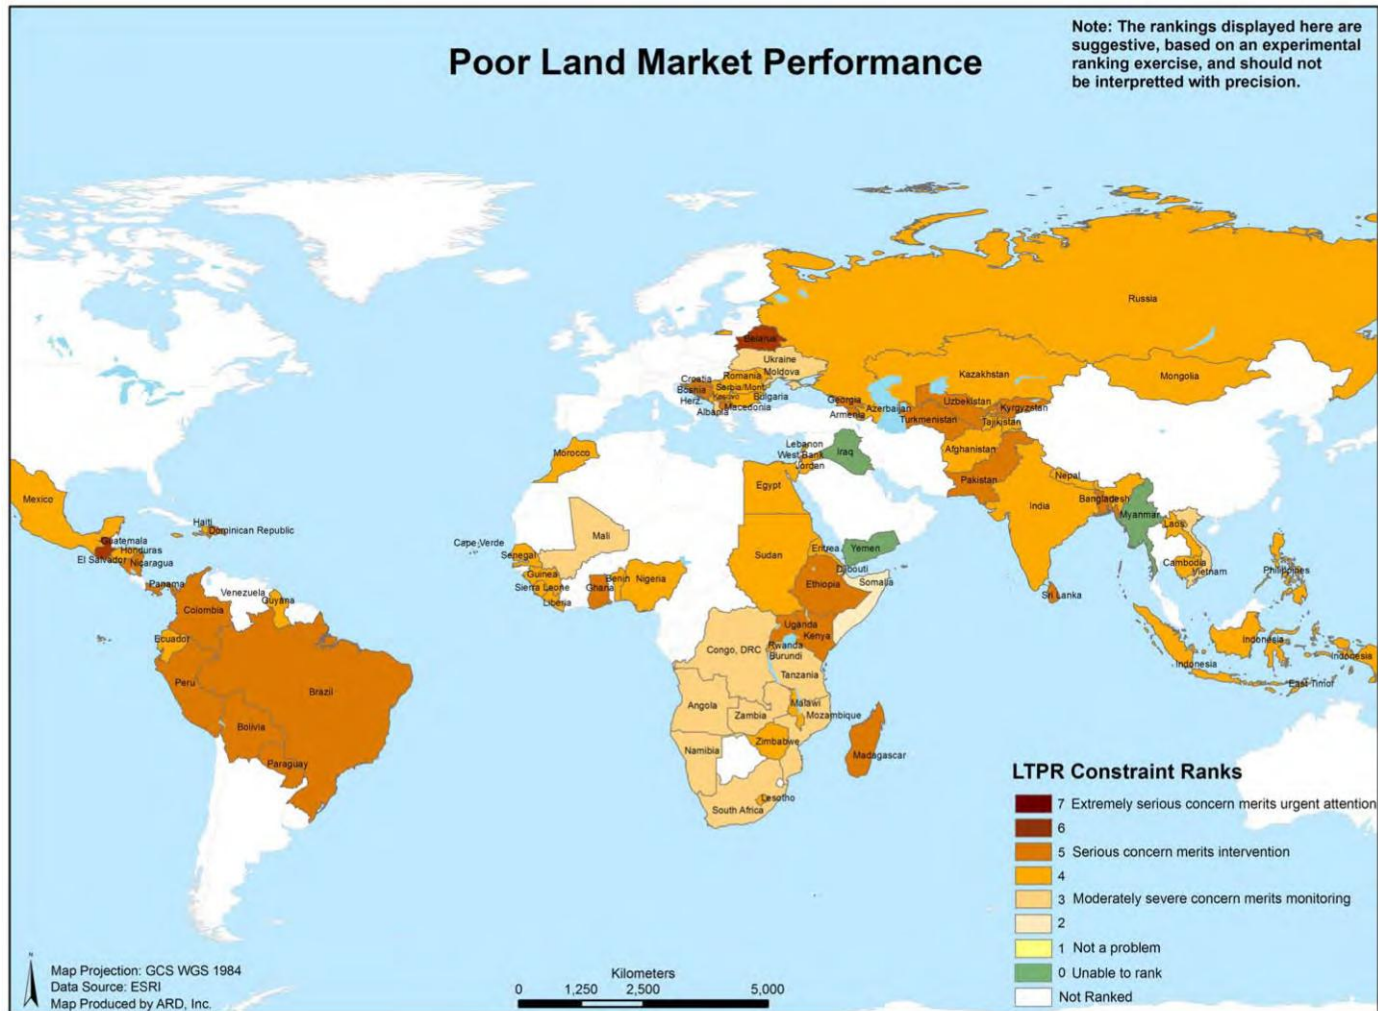 Poor Land Market Performance
Note: The rankings displayed here are
suggestive, based on an experimental
ranking exercise, and should not
be interpretted with precision.
Russia
Belarus
Ukraine
Moldova
Romania
Croatia
Bosnia
Herz.
Serbia/Mont.
Kosovo
Bulgaria
Albania
Macedonia
Kazakhstan
Mongolia
Georgia
Armenia
Azerbaijan
Uzbekistan
Turkmenistan
Kyrgyzstan
Tajikistan
Afghanistan
Pakistan
Nepal
India
Bangladesh
Myanmar
Laos
Cambodia
Vietnam
Philippines
Sri Lanka
Indonesia
Indonesia
Indonesia
East Timor
Lebanon
West Bank
Jorden
Iraq
Yemen
Morocco
Egypt
Mali
Cape Verde
Senegal
Guinea
Sierra Leone
Liberia
Ghana
Benin
Nigeria
Sudan
Eritrea
Djibouti
Ethiopia
Somalia
Uganda
Kenya
Rwanda
Burundi
Congo, DRC
Tanzania
Angola
Zambia
Malawi
Mozambique
Zimbabwe
Namibia
South Africa
Lesotho
Madagascar
Mexico
Haiti
Dominican Republic
Guatemala
Honduras
El Salvador
Nicaragua
Panama
Venezuela
Guyana
Colombia
Ecuador
Peru
Brazil
Bolivia
Paraguay
LTPR Constraint Ranks
7 Extremely serious concern merits urgent attention
6
5 Serious concern merits intervention
4
3 Moderately severe concern merits monitoring
2
1 Not a problem
0 Unable to rank
Not Ranked
N
Map Projection: GCS WGS 1984
Data Source: ESRI
Map Produced by ARD, Inc.
Kilometers
0 1,250 2,500 5,000